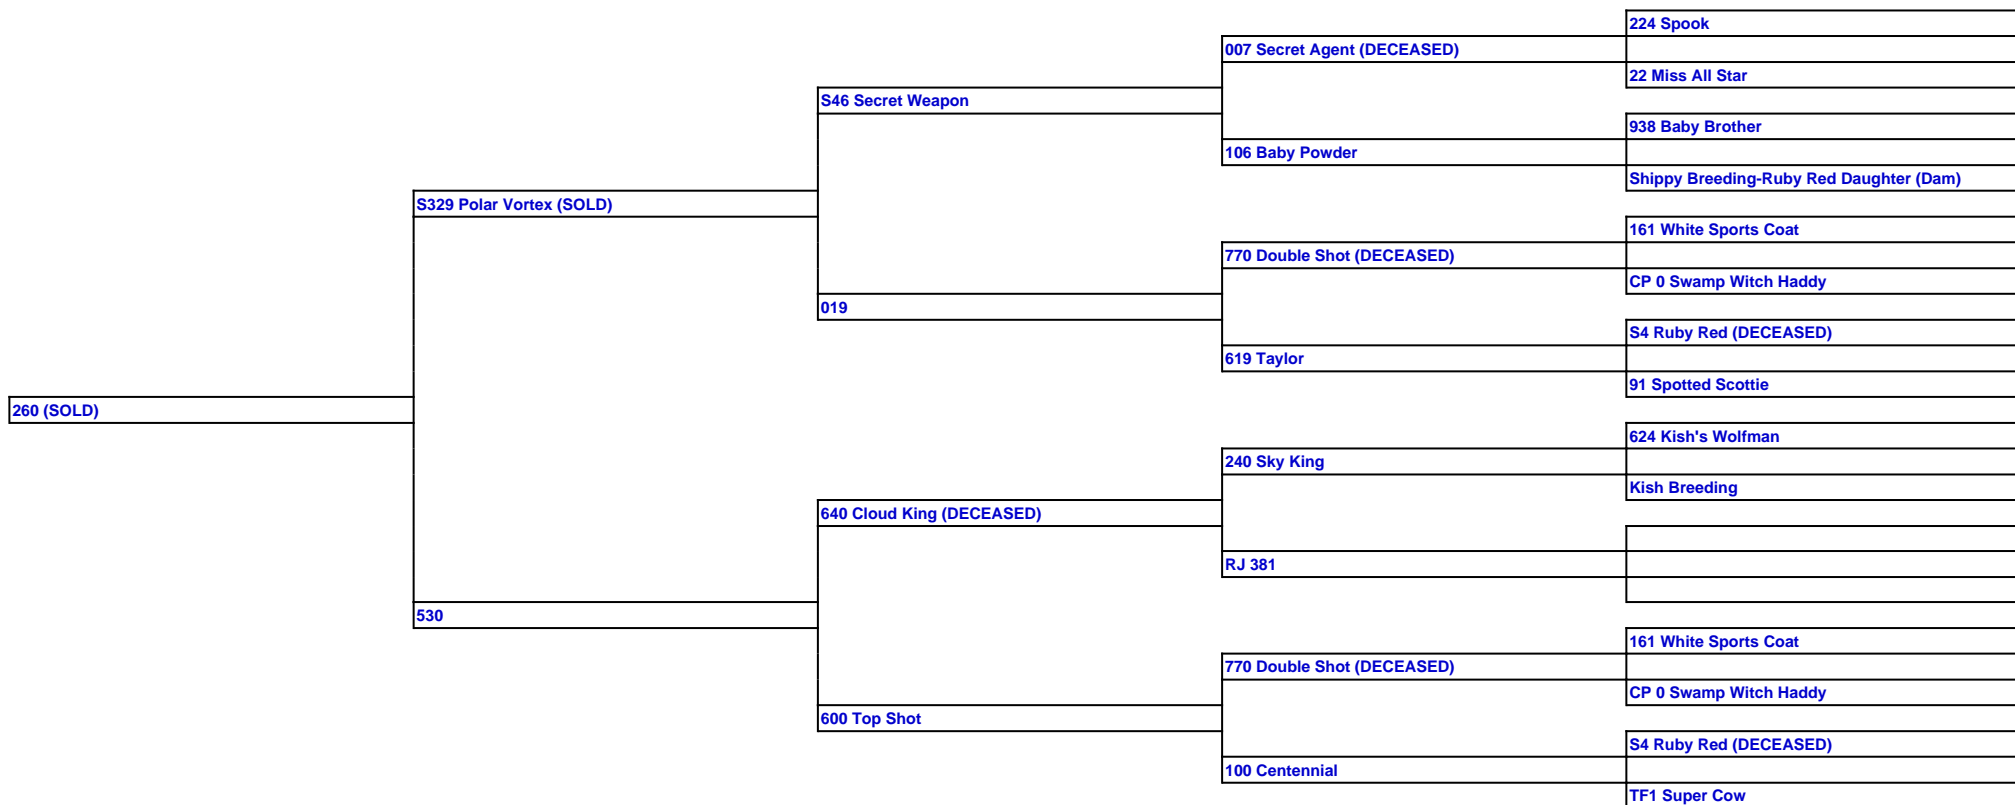 224 Spook
007 Secret Agent (DECEASED)
22 Miss All Star
S46 Secret Weapon
938 Baby Brother
106 Baby Powder
Shippy Breeding-Ruby Red Daughter (Dam)
S329 Polar Vortex (SOLD)
161 White Sports Coat
770 Double Shot (DECEASED)
CP 0 Swamp Witch Haddy
019
S4 Ruby Red (DECEASED)
619 Taylor
91 Spotted Scottie
260 (SOLD)
624 Kish's Wolfman
240 Sky King
Kish Breeding
640 Cloud King (DECEASED)
RJ 381
530
161 White Sports Coat
770 Double Shot (DECEASED)
CP 0 Swamp Witch Haddy
600 Top Shot
S4 Ruby Red (DECEASED)
100 Centennial
TF1 Super Cow